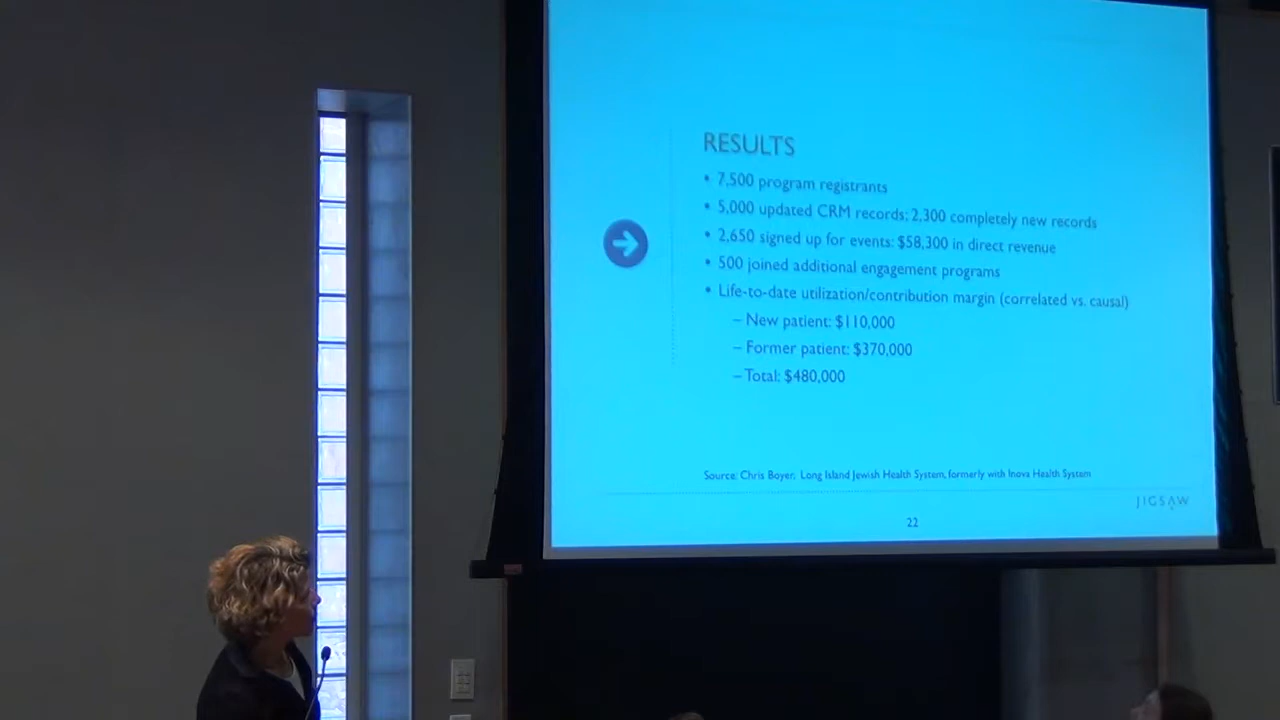 RESULTS
• 7,500 program registrants
• 5,000 updated CRM records; 2,300 completely new records
• 2,650 signed up for events: $58,300 in direct revenue
• 500 joined additional engagement programs
• Life-to-date utilization/contribution margin (correlated vs. causal)
– New patient: $110,000
– Former patient: $370,000
– Total: $480,000
Source: Chris Boyer, Long Island Jewish Health System, formerly with Inova Health System
JIGSAW
22